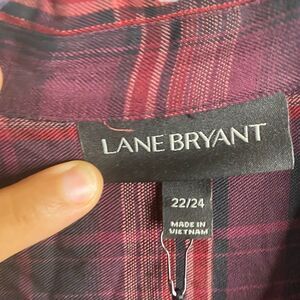 LANE BRYANT
22/24
MADE IN
VIETNAM